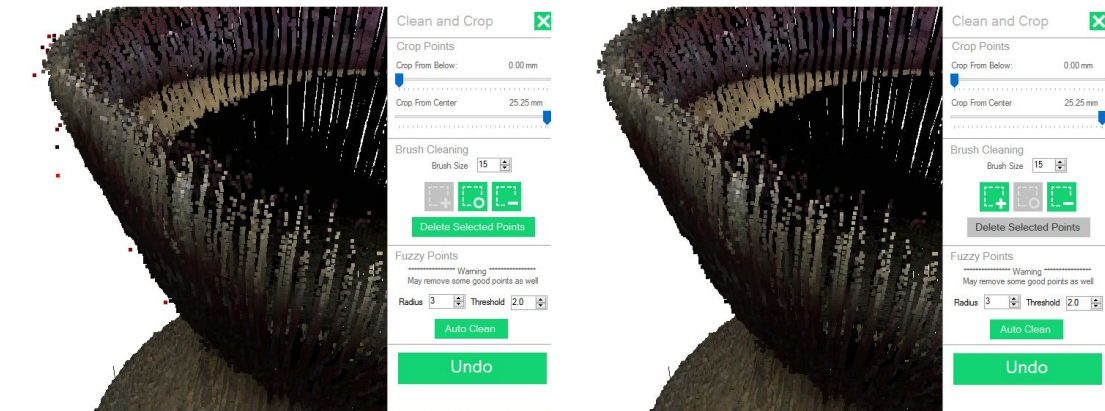 Clean and Crop
Crop Points
Crop From Below: 0.00 mm
Crop From Center 25.25 mm
Brush Cleaning
Brush Size 15
Delete Selected Points
Fuzzy Points
**************** Warning ****************
May remove some good points as well
Radius 3 Threshold 2.0
Auto Clean
Undo
Clean and Crop
Crop Points
Crop From Below: 0.00 mm
Crop From Center 25.25 mm
Brush Cleaning
Brush Size 15
Delete Selected Points
Fuzzy Points
**************** Warning ****************
May remove some good points as well
Radius 3 Threshold 2.0
Auto Clean
Undo